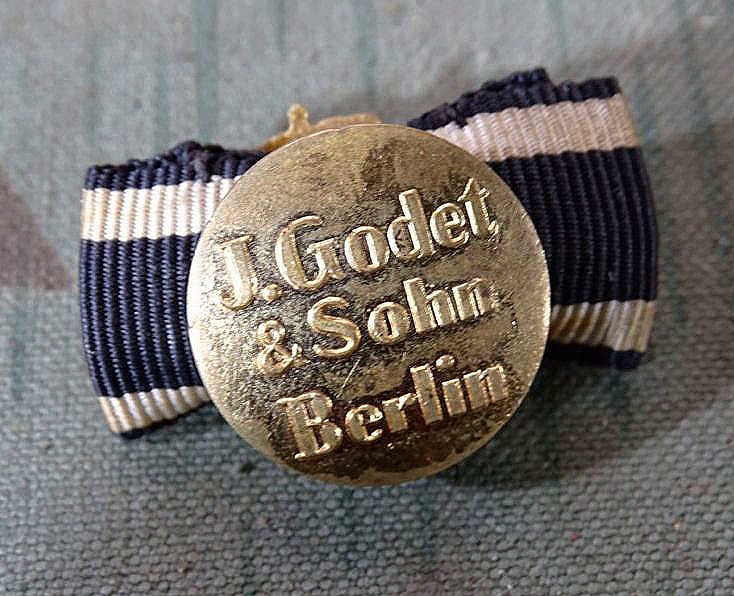 J. Godet
& Sohn
Berlin